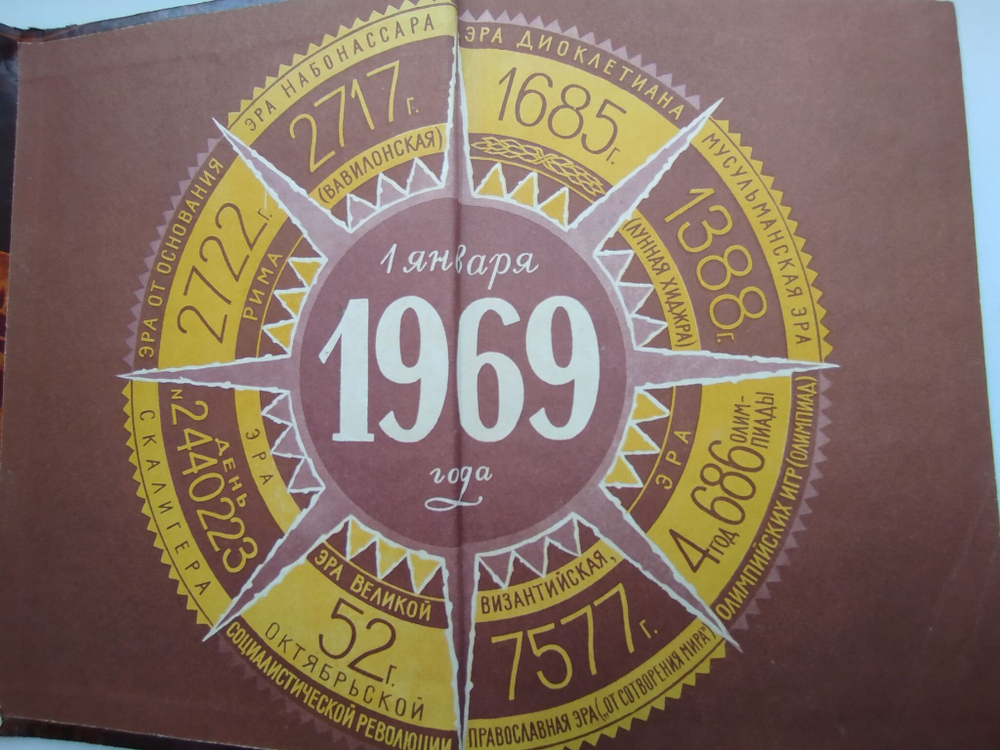 1 января
1969
года
ЭРА ДИОКЛЕТИАНА
1685 г.
МУСУЛЬМАНСКАЯ ЭРА
1388 г.
(ЛУННАЯ ХИДЖРА)
ЭРА
4 ГОД 686 ОЛИМ-
ПИАДЫ
ОЛИМПИЙСКИХ ИГР (ОЛИМПИАД)
ВИЗАНТИЙСКАЯ,
7577 г.
ПРАВОСЛАВНАЯ ЭРА („ОТ СОТВОРЕНИЯ МИРА")
ЭРА ВЕЛИКОЙ
52 г.
ОКТЯБРЬСКОЙ
СОЦИАЛИСТИЧЕСКОЙ РЕВОЛЮЦИИ
ЭРА
ДЕНЬ
№ 2440223
СКАЛИГЕРА
ЭРА ОТ ОСНОВАНИЯ
2722 г.
РИМА
ЭРА НАБОНАССАРА
2717 г.
(ВАВИЛОНСКАЯ)